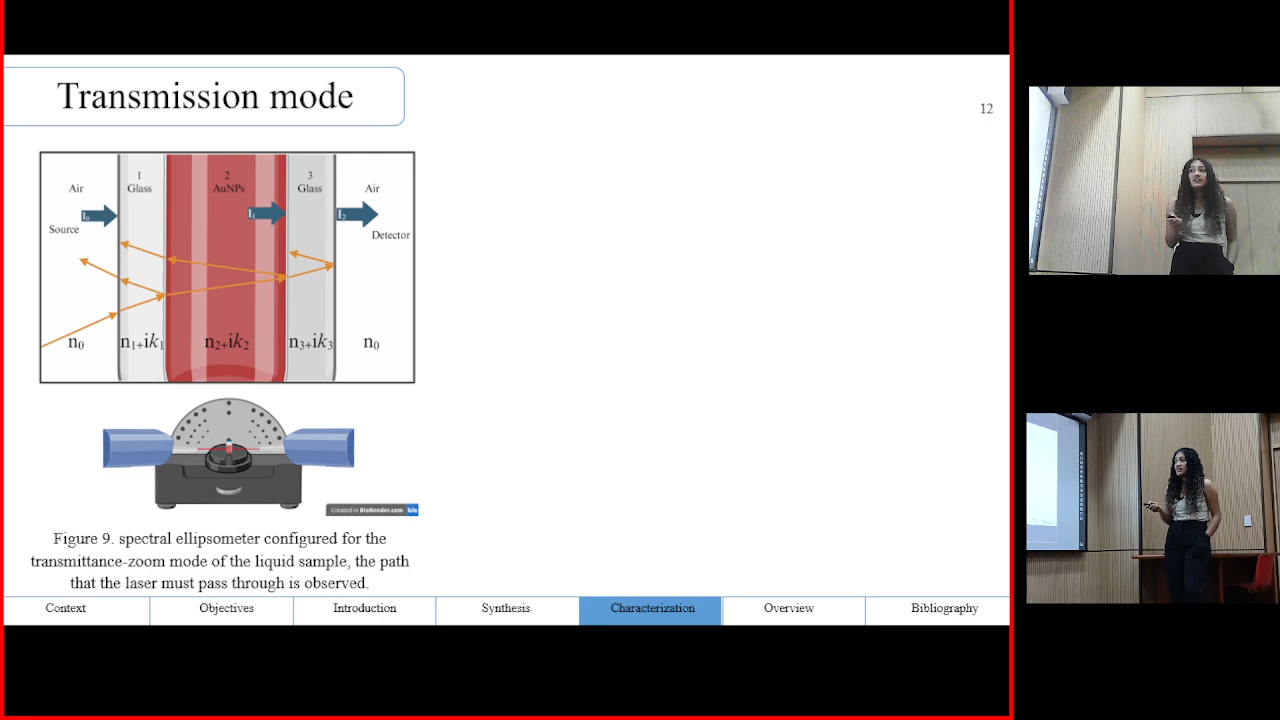 Transmission mode
12
1
Glass
2
AuNPs
3
Glass
Air
Air
I₀
I₁
I₂
Source
Detector
n₀
n₁₊ik₁
n₂₊ik₂
n₃₊ik₃
n₀
Created in BioRender.com bio
Figure 9. spectral ellipsometer configured for the
transmittance-zoom mode of the liquid sample, the path
that the laser must pass through is observed.
Context
Objectives
Introduction
Synthesis
Characterization
Overview
Bibliography